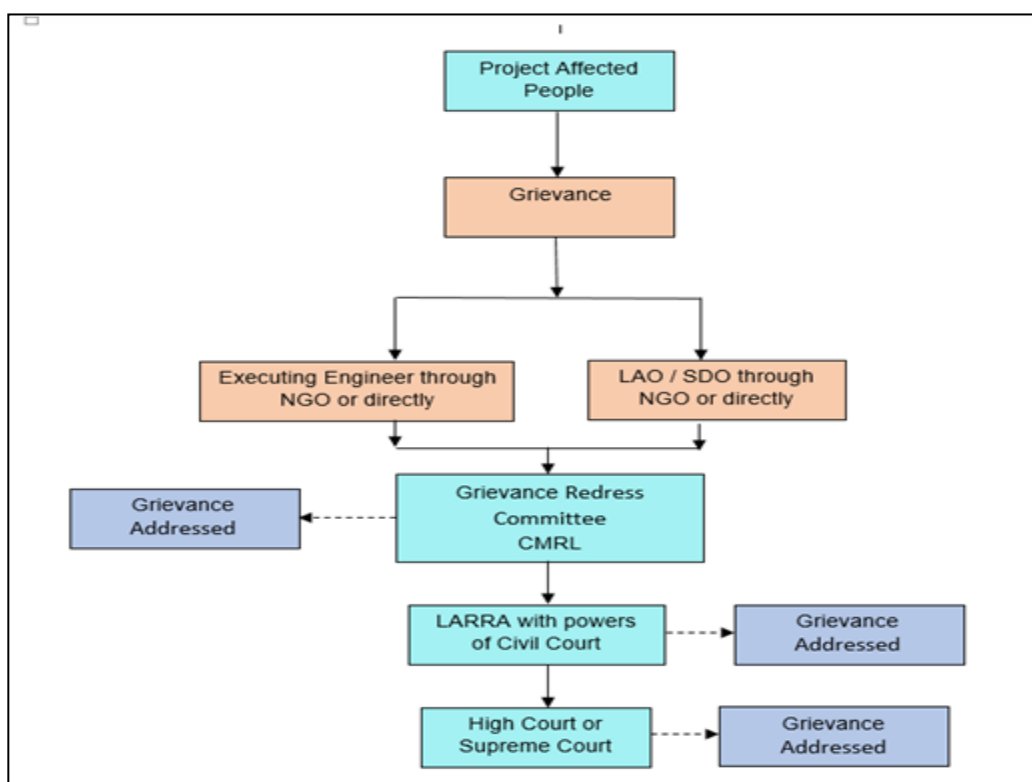 Project Affected
People
Grievance
Executing Engineer through
NGO or directly
LAO / SDO through
NGO or directly
Grievance Redress
Committee
CMRL
Grievance
Addressed
LARRA with powers
of Civil Court
Grievance
Addressed
High Court or
Supreme Court
Grievance
Addressed